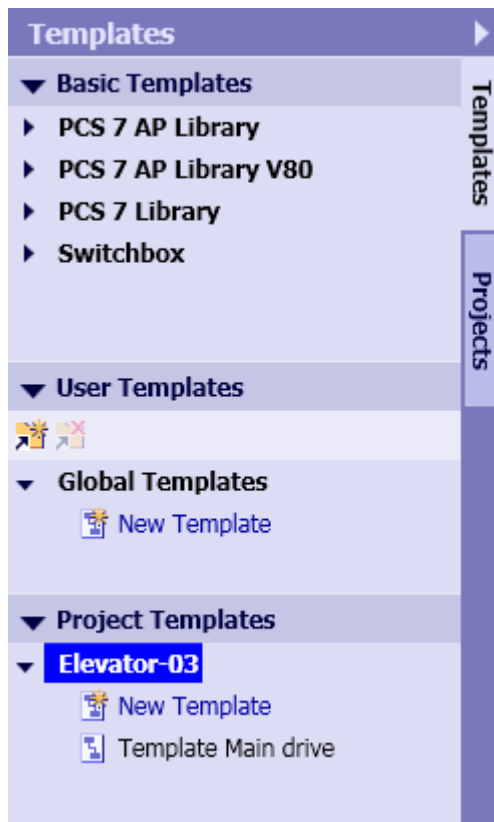 Templates
Basic Templates
PCS 7 AP Library
PCS 7 AP Library V80
PCS 7 Library
Switchbox
User Templates
Global Templates
New Template
Project Templates
Elevator-03
New Template
Template Main drive
Templates
Projects